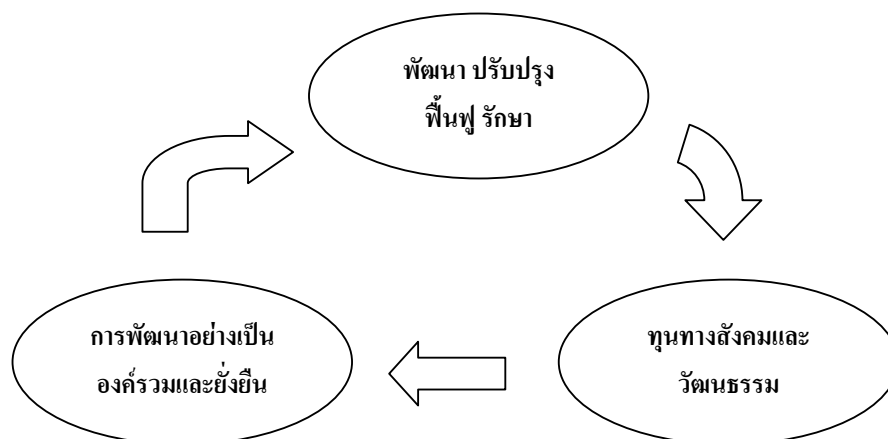 พัฒนา ปรับปรุง
ฟื้นฟู รักษา
การพัฒนาอย่างเป็น
องค์รวมและยั่งยืน
ทุนทางสังคมและ
วัฒนธรรม